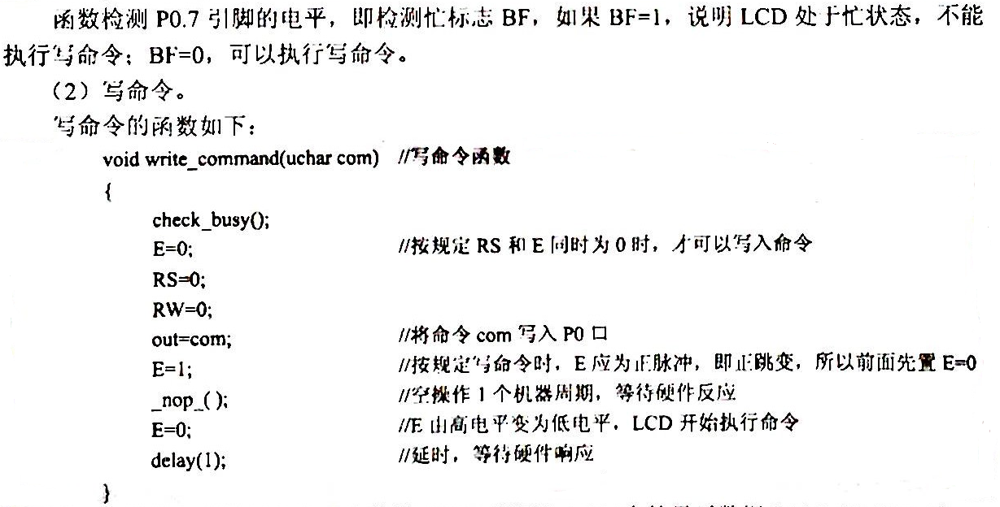 函数检测 P0.7 引脚的电平，即检测忙标志 BF，如果 BF=1，说明 LCD 处于忙状态，不能
执行写命令；BF=0，可以执行写命令。
（2）写命令。
写命令的函数如下：
void write_command(uchar com) //写命令函数
{
check_busy();
E=0; //按规定 RS 和 E 同时为 0 时，才可以写入命令
RS=0;
RW=0;
out=com; //将命令 com 写入 P0 口
E=1; //按规定写命令时，E 应为正脉冲，即正跳变，所以前面先置 E=0
_nop_( ); //空操作 1 个机器周期，等待硬件反应
E=0; //E 由高电平变为低电平，LCD 开始执行命令
delay(1); //延时，等待硬件响应
}